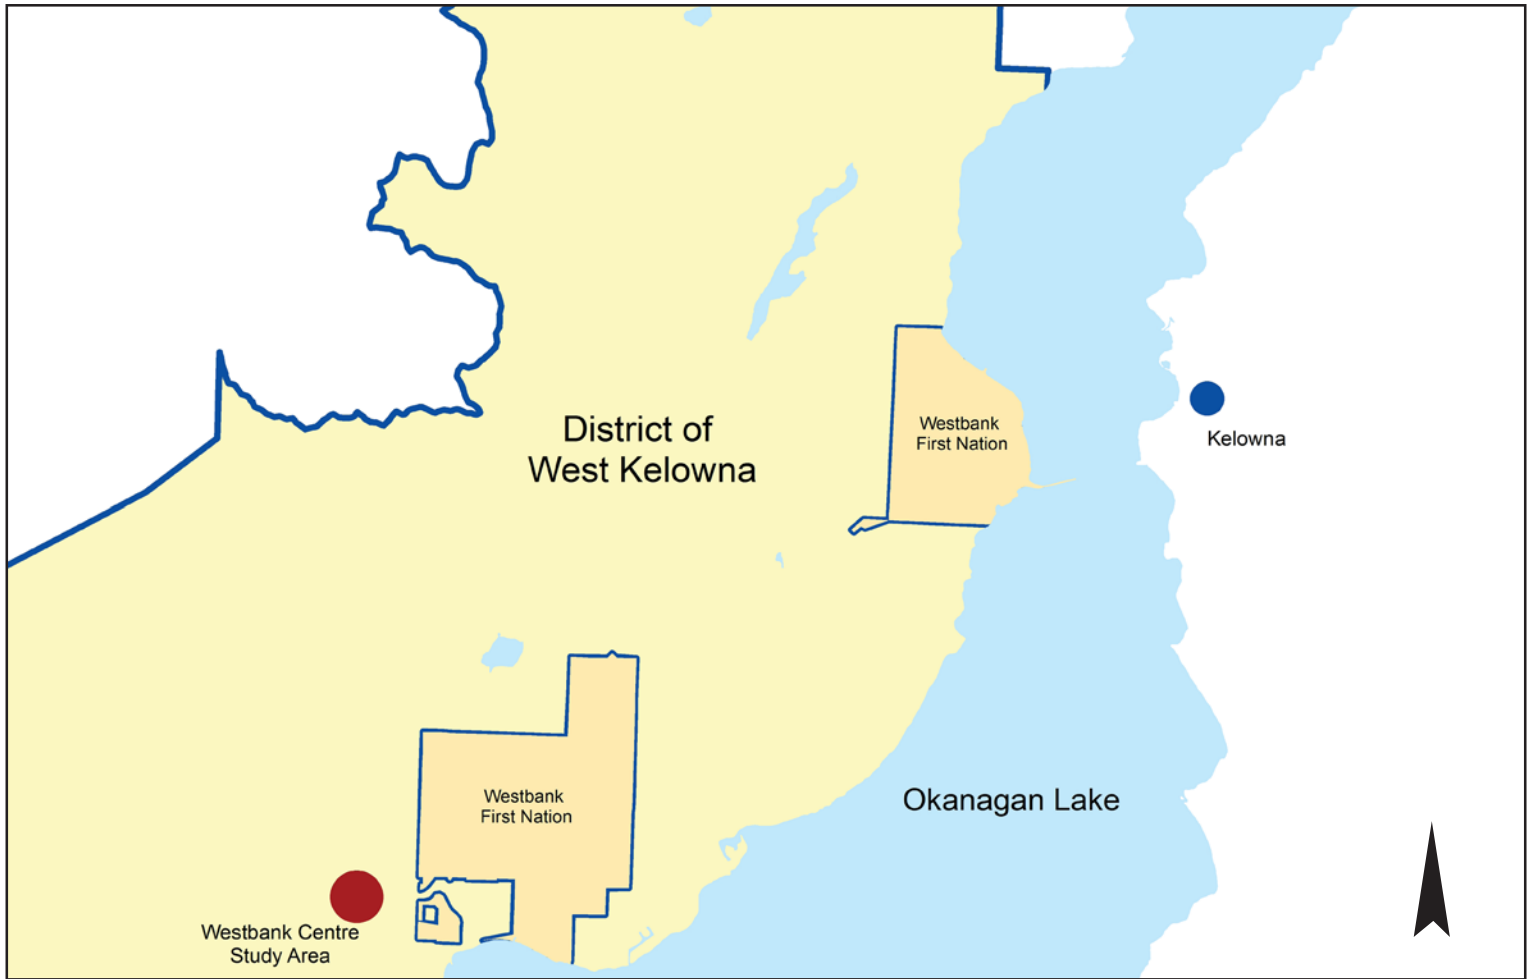 District of
West Kelowna
Westbank
First Nation
Kelowna
Westbank
First Nation
Okanagan Lake
Westbank Centre
Study Area